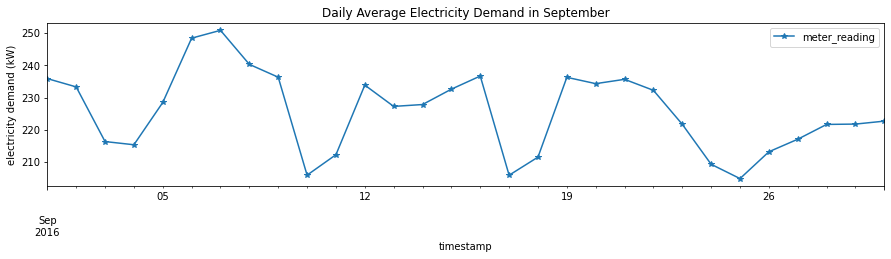 Daily Average Electricity Demand in September
meter_reading
electricity demand (kW)
250
240
230
220
210
05
12
19
26
Sep
2016
timestamp